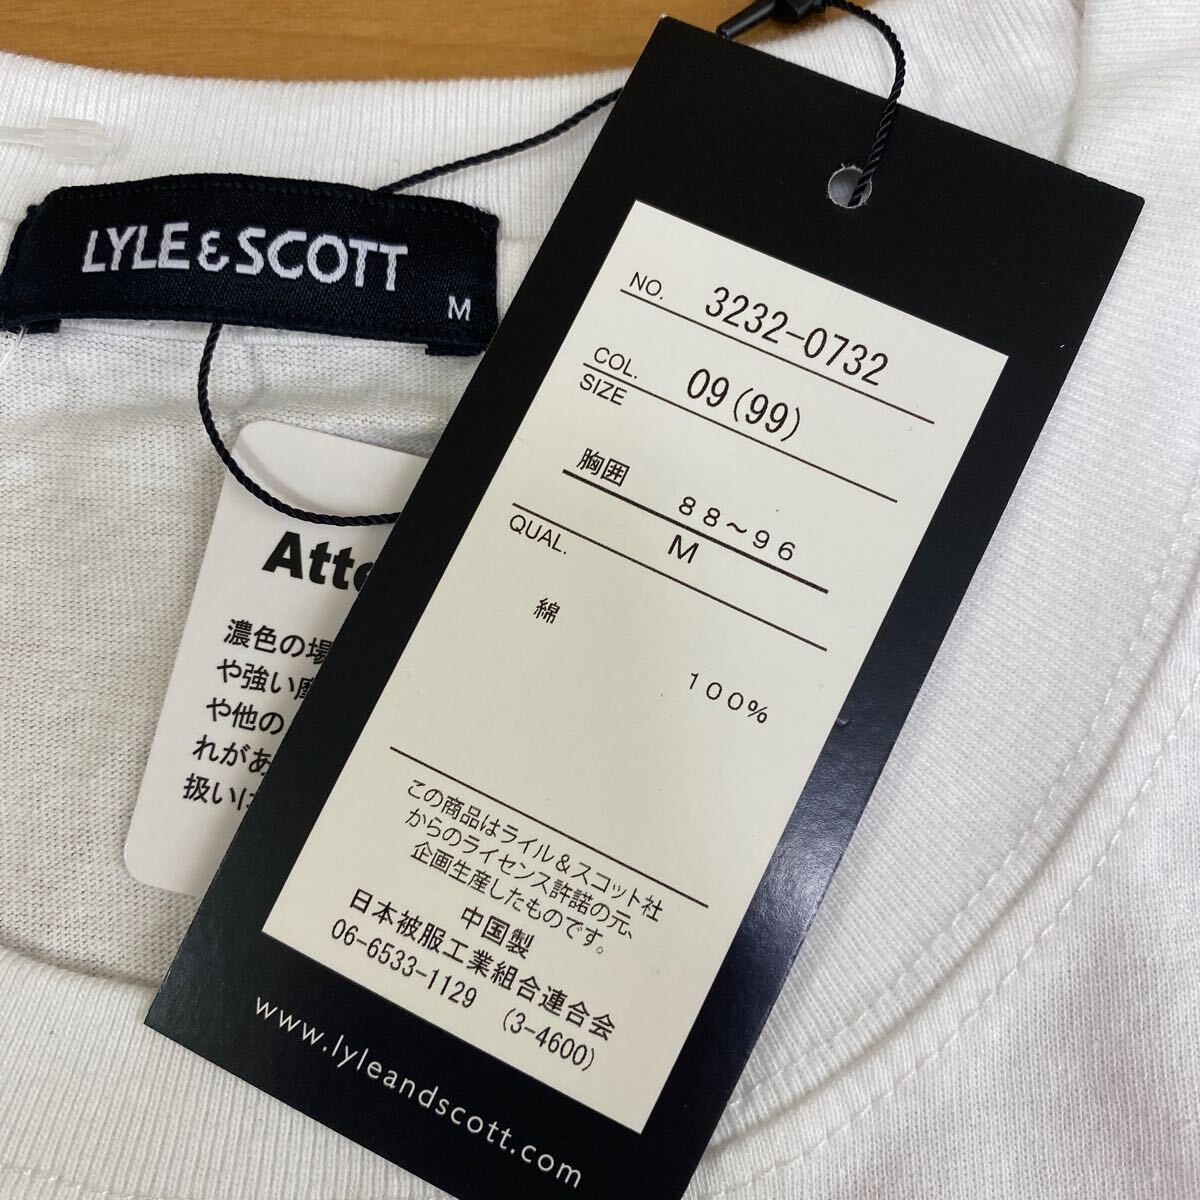 LYLE & SCOTT
M
NO. 3232-0732
COL. 09(99)
SIZE
胸囲 88~96
M
QUAL.
綿 100%
この商品はライル&スコット社
からのライセンス許諾の元、
企画生産したものです。
中国製
日本被服工業組合連合会
06-6533-1129 (3-4600)
www.lyleandscott.com
濃色の場
や強い
や他の
れがあ
扱いは